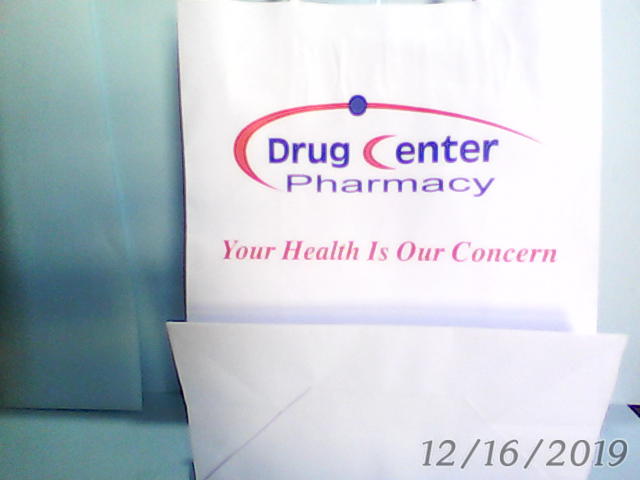 Drug Center
Pharmacy
Your Health Is Our Concern
12/16/2019